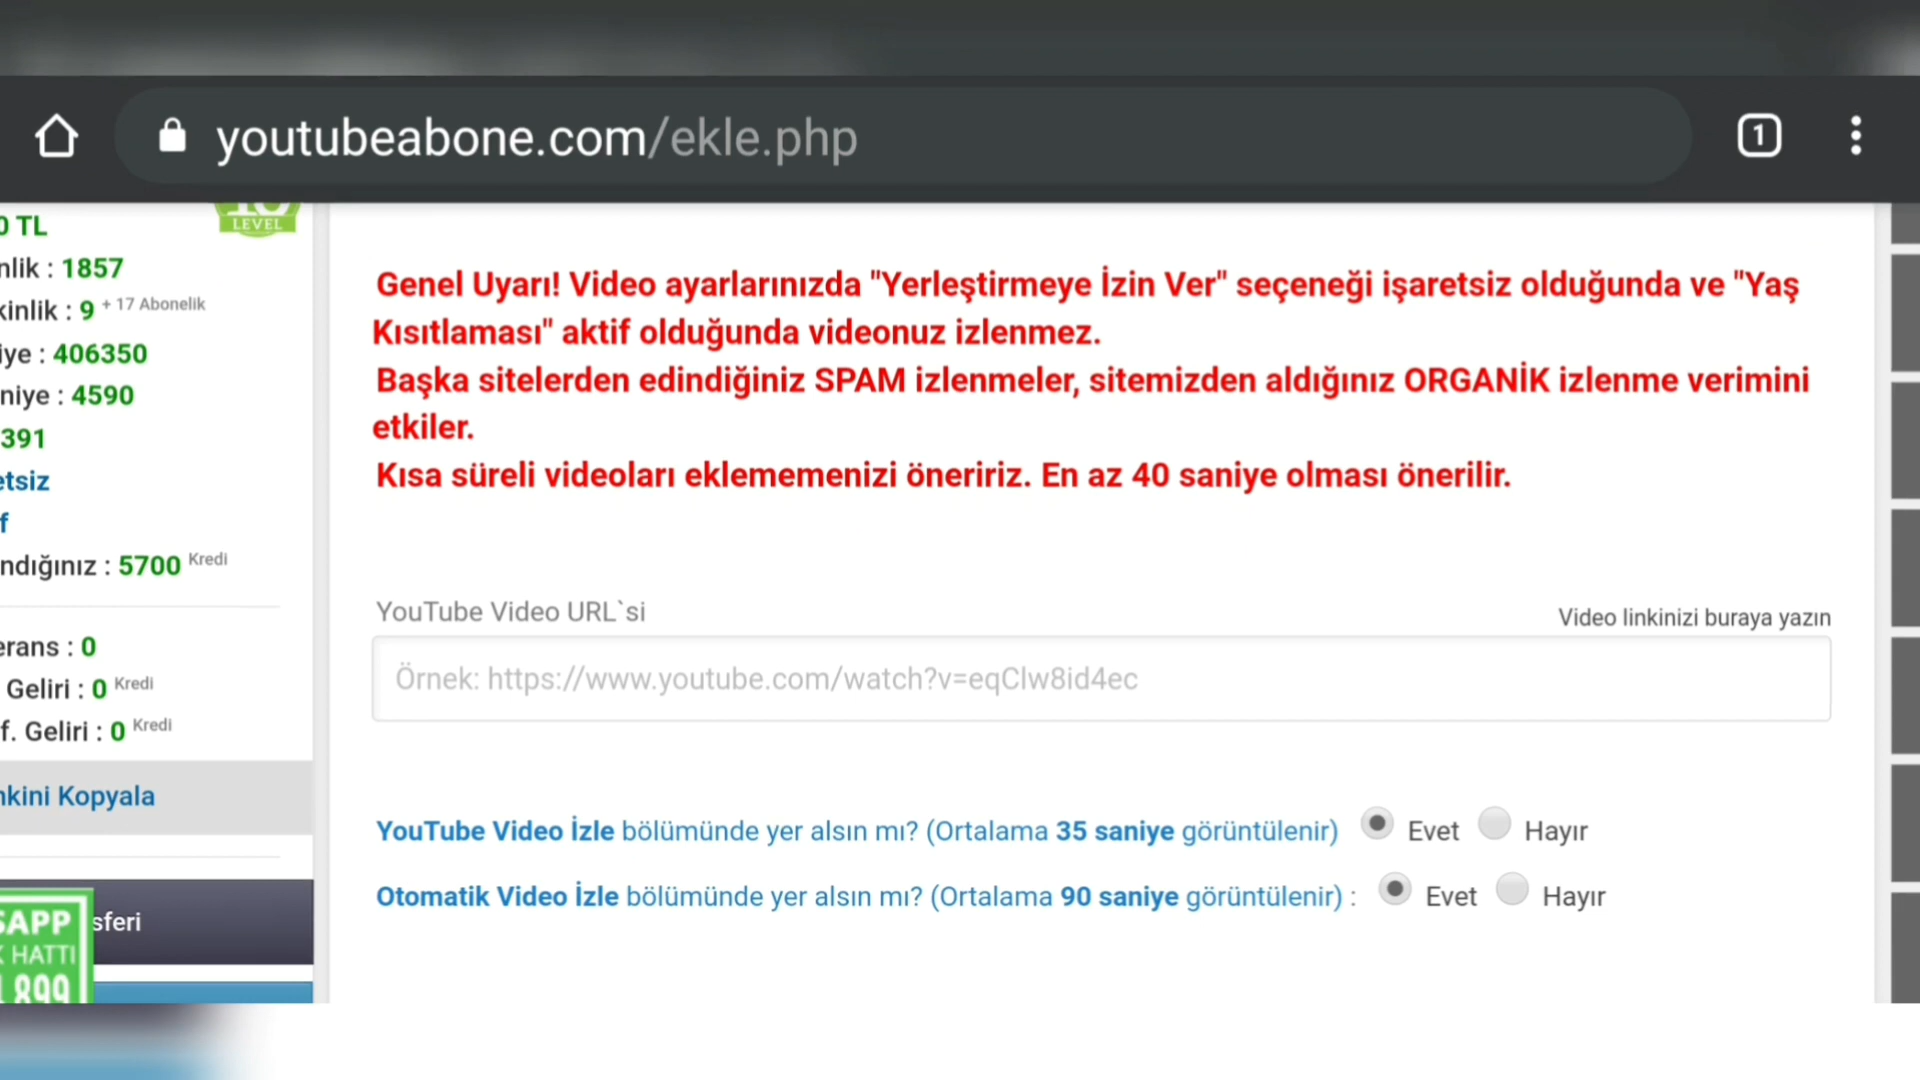 youtubeabone.com/ekle.php
1
0 TL
LEVEL
nlik : 1857
kinlik : 9 + 17 Abonelik
iye : 406350
niye : 4590
391
etsiz
f
ndığınız : 5700 Kredi
erans : 0
Geliri : 0 Kredi
f. Geliri : 0 Kredi
nkini Kopyala
sferi
SAPP
K HATTI
899
Genel Uyarı! Video ayarlarınızda "Yerleştirmeye İzin Ver" seçeneği işaretsiz olduğunda ve "Yaş
Kısıtlaması" aktif olduğunda videonuz izlenmez.
Başka sitelerden edindiğiniz SPAM izlenmeler, sitemizden aldığınız ORGANİK izlenme verimini
etkiler.
Kısa süreli videoları eklememenizi öneririz. En az 40 saniye olması önerilir.
YouTube Video URL`si
Video linkinizi buraya yazın
Örnek: https://www.youtube.com/watch?v=eqClw8id4ec
YouTube Video İzle bölümünde yer alsın mı? (Ortalama 35 saniye görüntülenir) Evet Hayır
Otomatik Video İzle bölümünde yer alsın mı? (Ortalama 90 saniye görüntülenir) : Evet Hayır